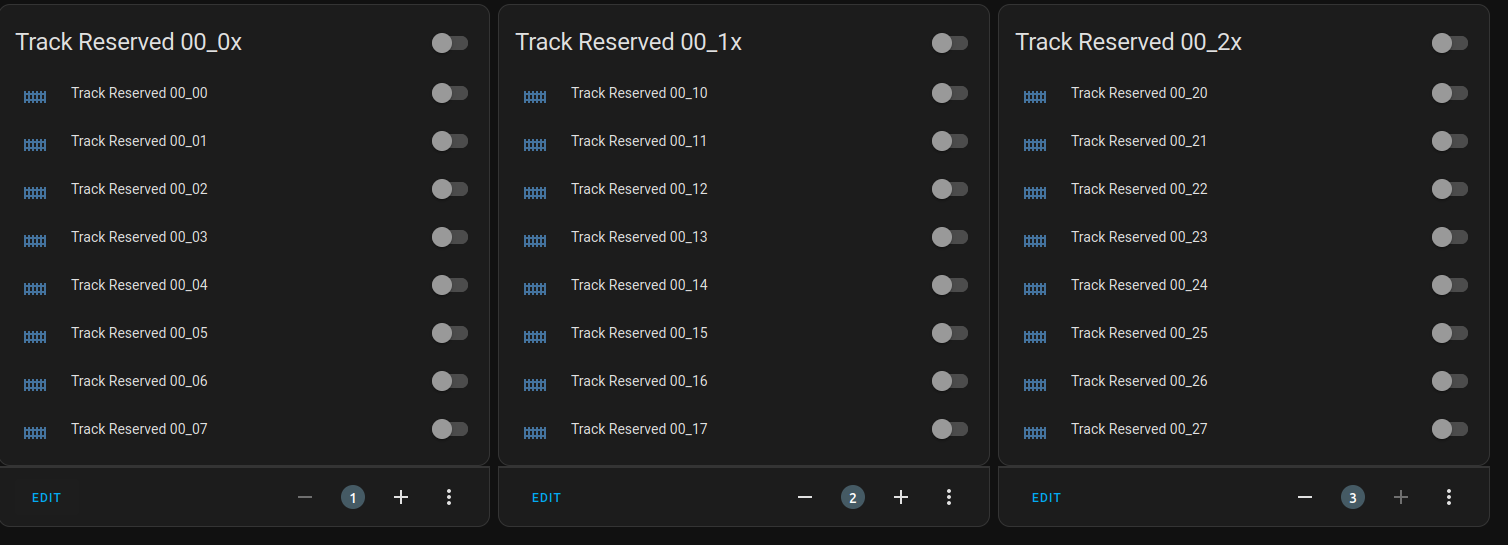 Track Reserved 00_0x
Track Reserved 00_00
Track Reserved 00_01
Track Reserved 00_02
Track Reserved 00_03
Track Reserved 00_04
Track Reserved 00_05
Track Reserved 00_06
Track Reserved 00_07
EDIT
1
Track Reserved 00_1x
Track Reserved 00_10
Track Reserved 00_11
Track Reserved 00_12
Track Reserved 00_13
Track Reserved 00_14
Track Reserved 00_15
Track Reserved 00_16
Track Reserved 00_17
EDIT
2
Track Reserved 00_2x
Track Reserved 00_20
Track Reserved 00_21
Track Reserved 00_22
Track Reserved 00_23
Track Reserved 00_24
Track Reserved 00_25
Track Reserved 00_26
Track Reserved 00_27
EDIT
3